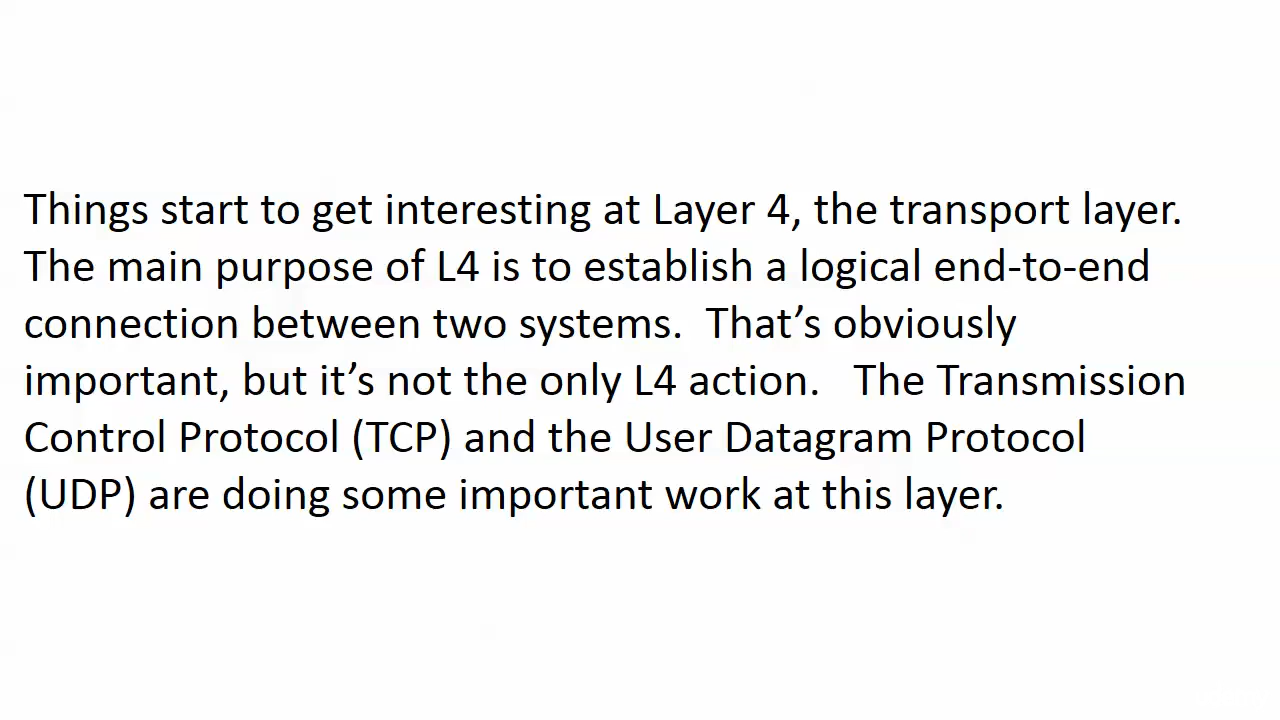 Things start to get interesting at Layer 4, the transport layer.
The main purpose of L4 is to establish a logical end-to-end
connection between two systems.  That’s obviously
important, but it’s not the only L4 action.   The Transmission
Control Protocol (TCP) and the User Datagram Protocol
(UDP) are doing some important work at this layer.